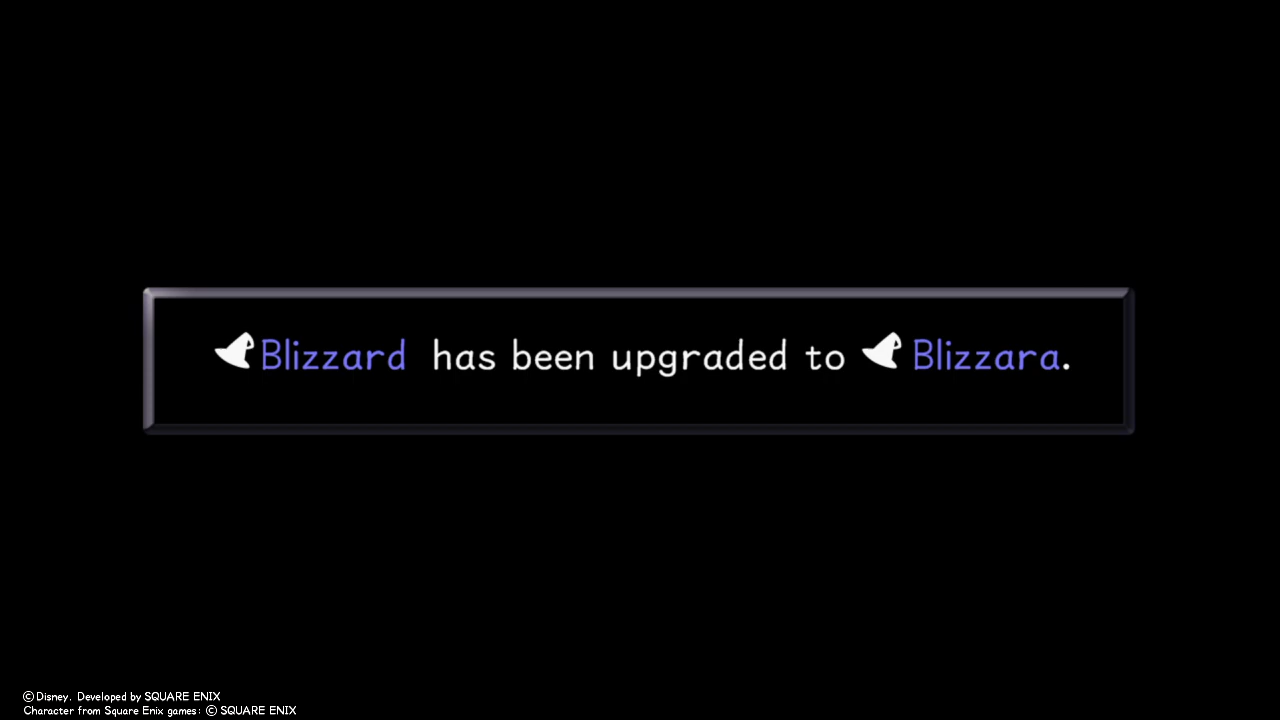 Blizzard has been upgraded to Blizzara.
©Disney. Developed by SQUARE ENIX
Character from Square Enix games: © SQUARE ENIX